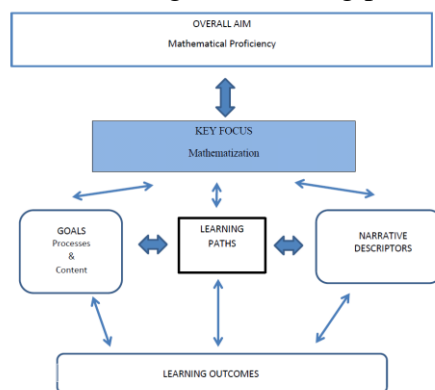 OVERALL AIM
Mathematical Proficiency
KEY FOCUS
Mathematization
GOALS
Processes
&
Content
LEARNING
PATHS
NARRATIVE
DESCRIPTORS
LEARNING OUTCOMES